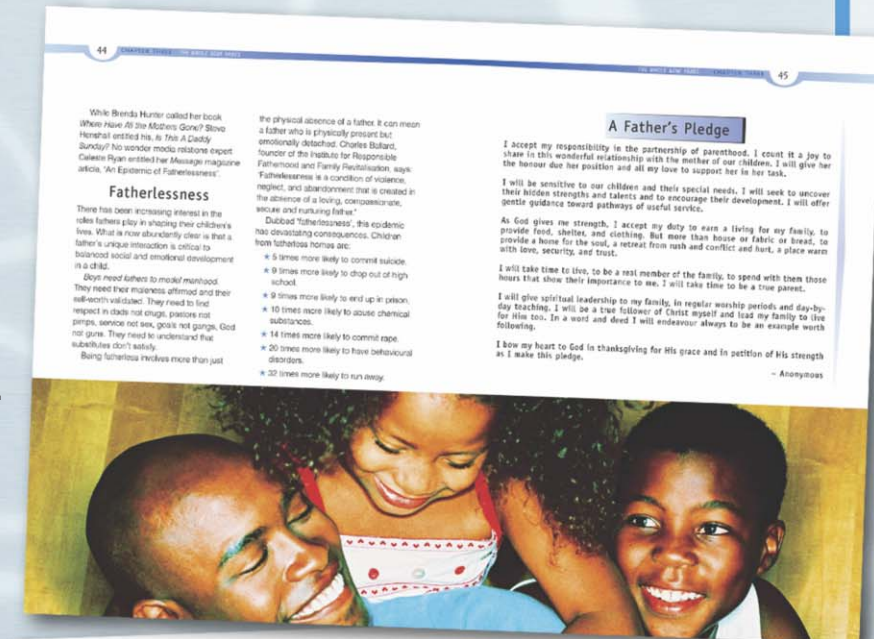 44 CHAPTER THREE THE WHOLE GAME
While Brenda Hunter called her book
Where Have All the Mothers Gone? Steve
Henshall entitled his, Is This A Daddy
Sunday? No wonder media relations expert
Celeste Ryan entitled her Message magazine
article, 'An Epidemic of Fatherlessness'.
Fatherlessness
There has been increasing interest in the
roles fathers play in shaping their children's
lives. What is now abundantly clear is that a
father's unique interaction is critical to
balanced social and emotional development
in a child.
Boys need fathers to model manhood.
They need their maleness affirmed and their
self-worth validated. They need to find
respect in dads not drugs, pastors not
pimps, service not sex, goals not gangs, God
not guns. They need to understand that
substitutes don't satisfy.
Being fatherless involves more than just
the physical absence of a father. It can mean
a father who is physically present but
emotionally detached. Charles Ballard,
founder of the Institute for Responsible
Fatherhood and Family Revitalisation, says:
'Fatherlessness is a condition of violence,
neglect, and abandonment that is created in
the absence of a loving, compassionate,
secure and nurturing father.'
Dubbed 'fatherlessness', this epidemic
has devastating consequences. Children
from fatherless homes are:
★ 5 times more likely to commit suicide.
★ 9 times more likely to drop out of high
school.
★ 9 times more likely to end up in prison.
★ 10 times more likely to abuse chemical
substances.
★ 14 times more likely to commit rape.
★ 20 times more likely to have behavioural
disorders.
★ 32 times more likely to run away.
CHAPTER THREE 45
A Father's Pledge
I accept my responsibility in the partnership of parenthood. I count it a joy to
share in this wonderful relationship with the mother of our children. I will give her
the honour due her position and all my love to support her in her task.
I will be sensitive to our children and their special needs. I will seek to uncover
their hidden strengths and talents and to encourage their development. I will offer
gentle guidance toward pathways of useful service.
As God gives me strength, I accept my duty to earn a living for my family, to
provide food, shelter, and clothing. But more than house or fabric or bread, to
provide a home for the soul, a retreat from rush and conflict and hurt, a place warm
with love, security, and trust.
I will take time to live, to be a real member of the family, to spend with them those
hours that show their importance to me. I will take time to be a true parent.
I will give spiritual leadership to my family, in regular worship periods and day-by-
day teaching. I will be a true follower of Christ myself and lead my family to live
for Him too. In a word and deed I will endeavour always to be an example worth
following.
I bow my heart to God in thanksgiving for His grace and in petition of His strength
as I make this pledge.
– Anonymous